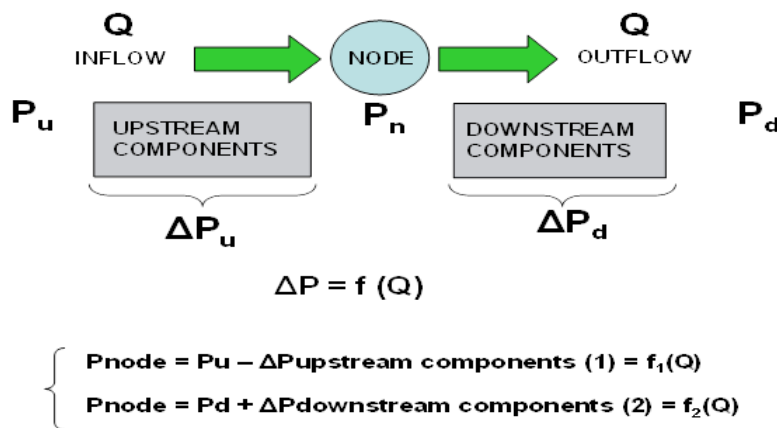 Q
Q
INFLOW
NODE
OUTFLOW
Pu
UPSTREAM
COMPONENTS
Pn
DOWNSTREAM
COMPONENTS
Pd
ΔPu
ΔPd
ΔP = f (Q)
Pnode = Pu – ΔPupstream components (1) = f1(Q)
Pnode = Pd + ΔPdownstream components (2) = f2(Q)